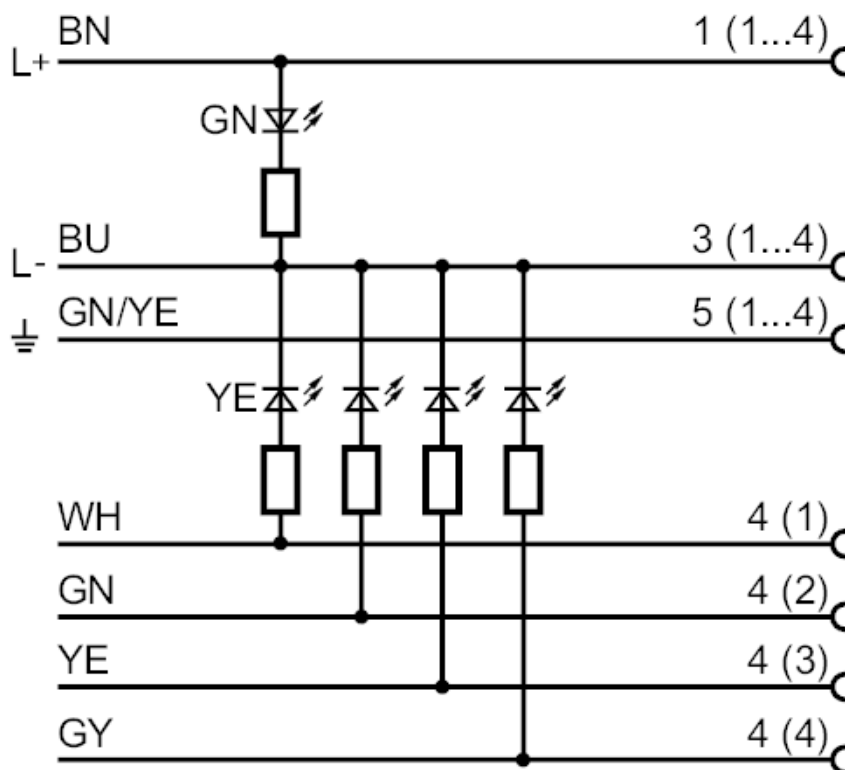 BN 1 (1...4)
L+
GN
BU 3 (1...4)
L-
GN/YE 5 (1...4)
YE
WH 4 (1)
GN 4 (2)
YE 4 (3)
GY 4 (4)